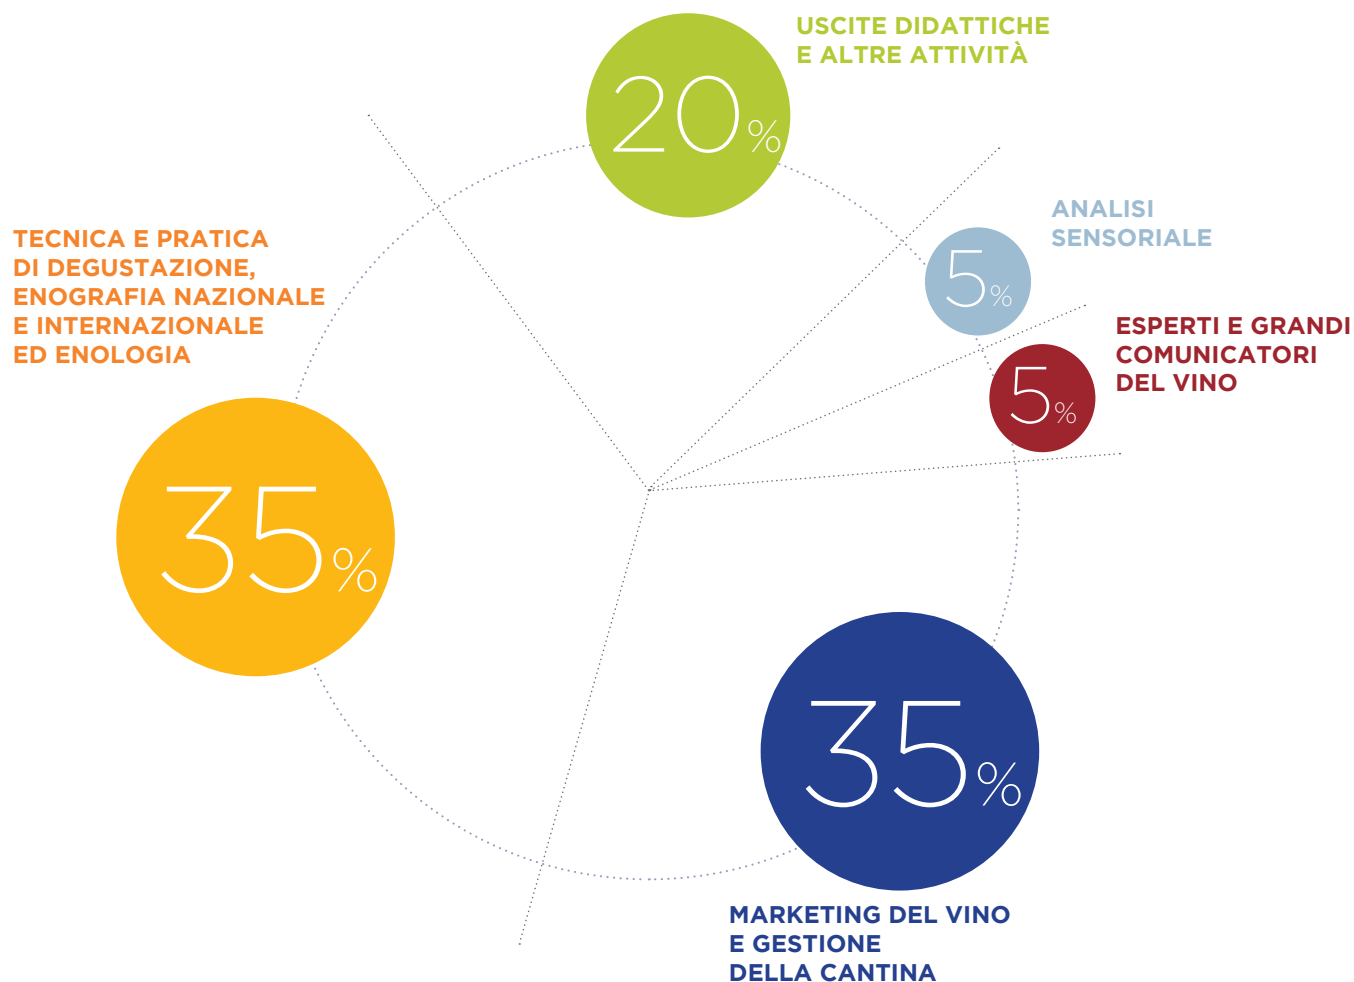 USCITE DIDATTICHE
E ALTRE ATTIVITÀ
20%
ANALISI
SENSORIALE
5%
ESPERTI E GRANDI
COMUNICATORI
DEL VINO
5%
TECNICA E PRATICA
DI DEGUSTAZIONE,
ENOGRAFIA NAZIONALE
E INTERNAZIONALE
ED ENOLOGIA
35%
35%
MARKETING DEL VINO
E GESTIONE
DELLA CANTINA